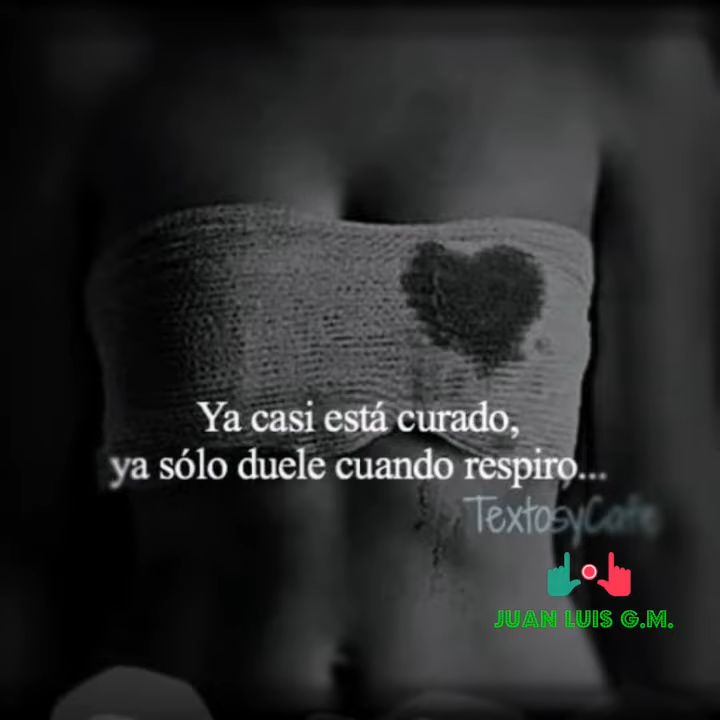 Ya casi está curado,
ya sólo duele cuando respiro...
TextosyCafe
JUAN LUIS G.M.